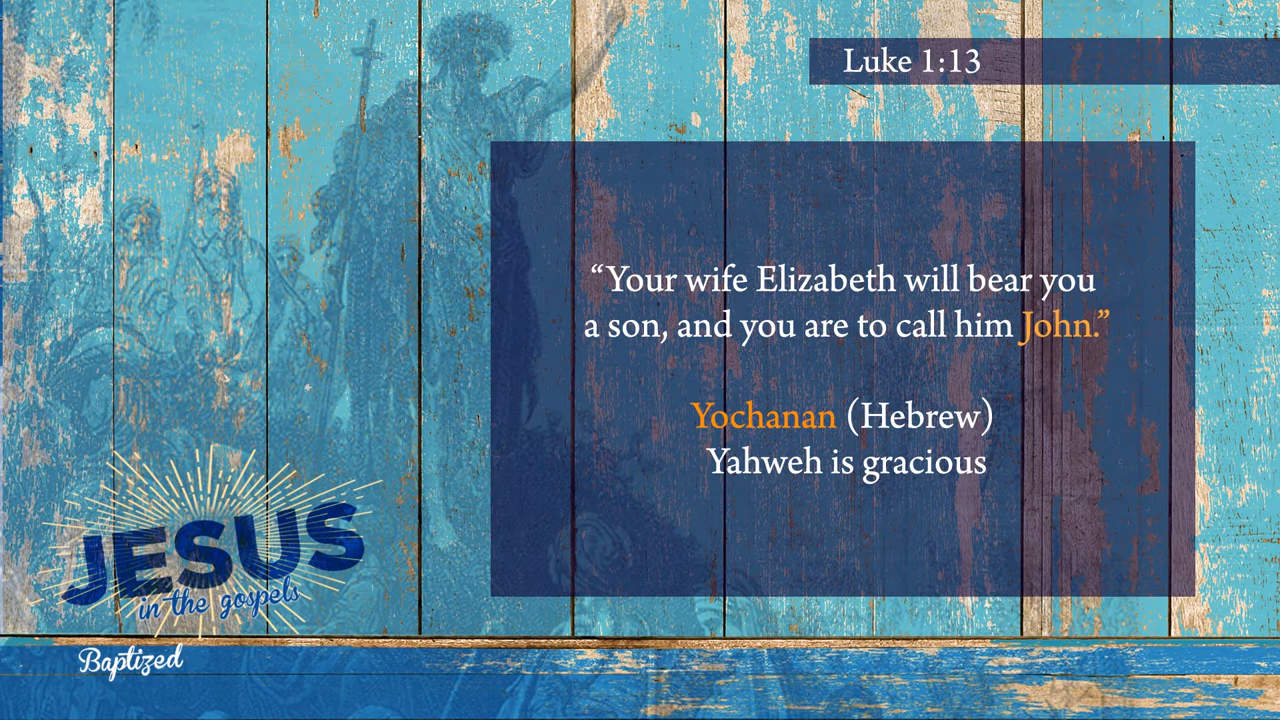 Luke 1:13
“Your wife Elizabeth will bear you
a son, and you are to call him John.”
Yochanan (Hebrew)
Yahweh is gracious
JESUS
in the gospels
Baptized